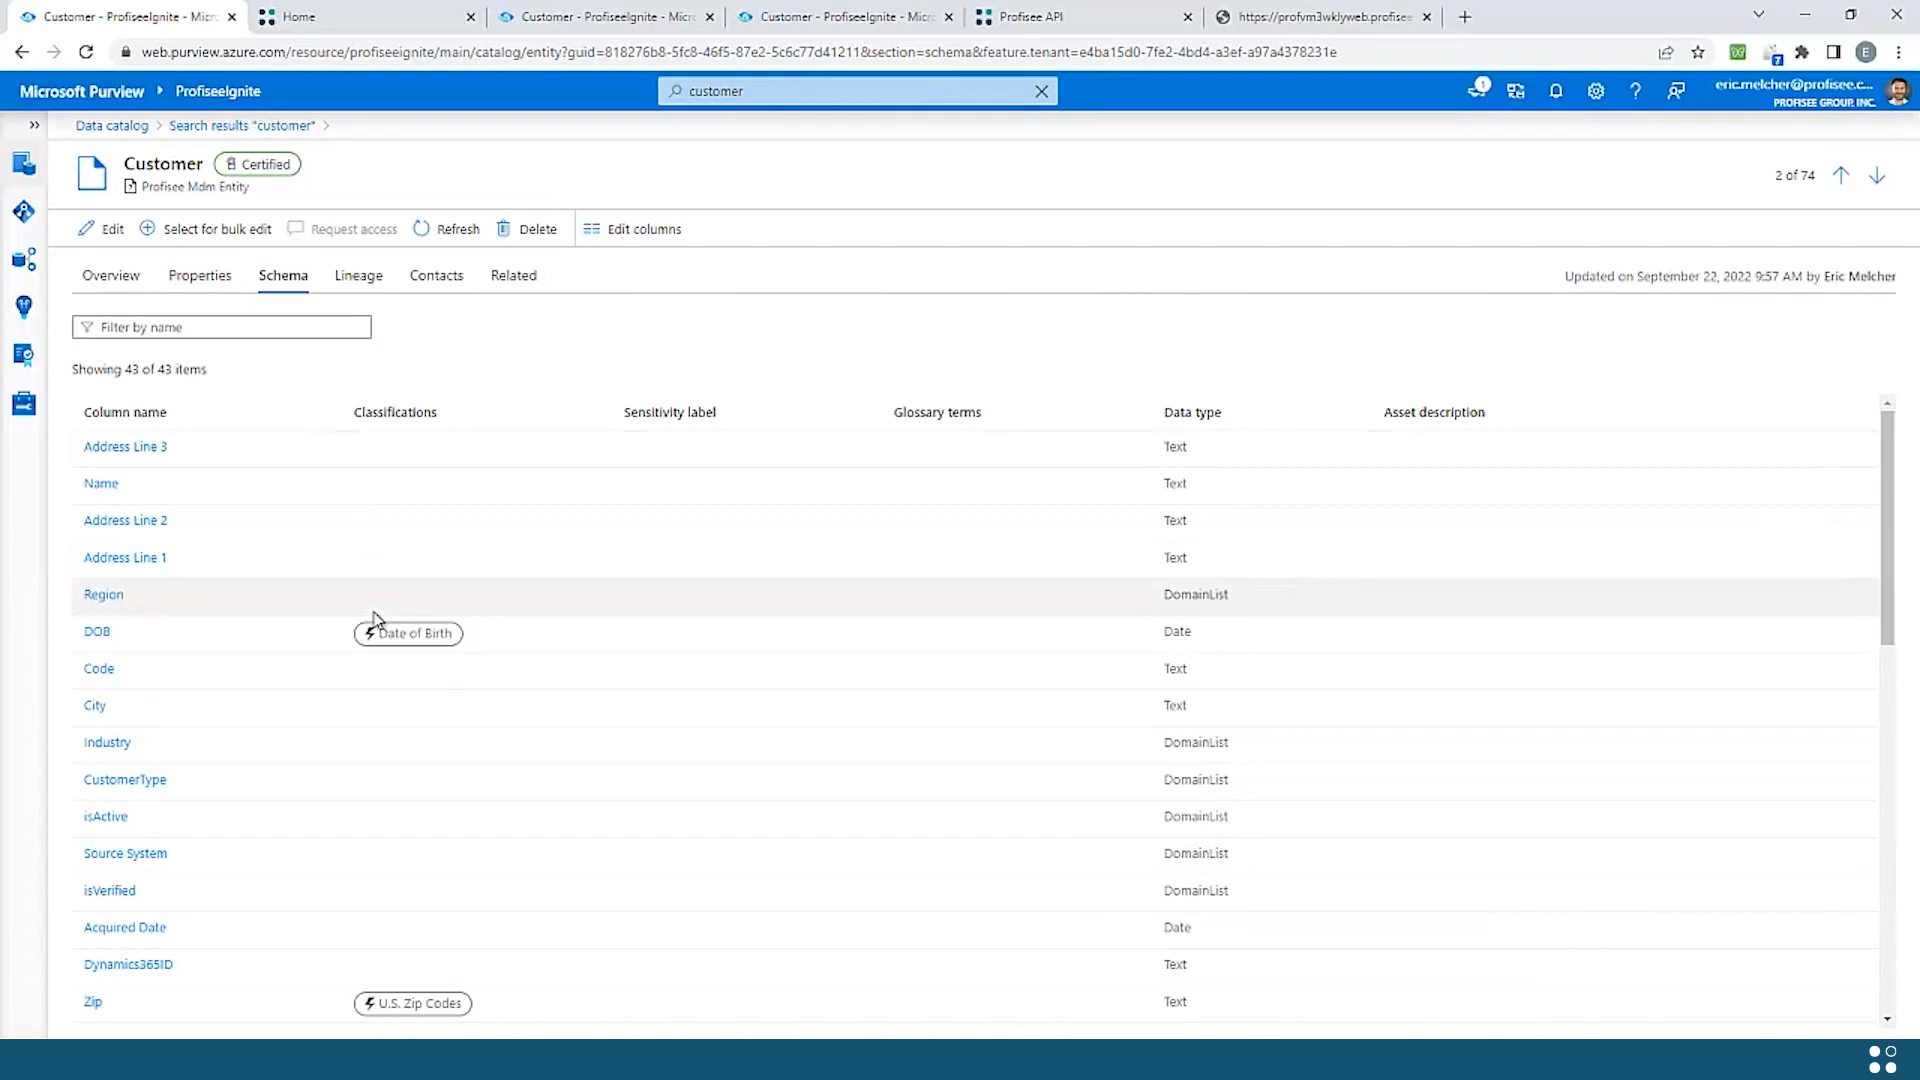 Customer - ProfiseeIgnite - Micr
Home
Customer - ProfiseeIgnite - Micr
Customer - ProfiseeIgnite - Micr
Profisee API
https://profvm3wklyweb.profisee
web.purview.azure.com/resource/profiseeignite/main/catalog/entity?guid=818276b8-5fc8-46f5-87e2-5c6c77d41211&section=schema&feature.tenant=e4ba15d0-7fe2-4bd4-a3ef-a97a4378231e
7
E
Microsoft Purview
ProfiseeIgnite
customer
1
eric.melcher@profisee.c...
PROFISEE GROUP, INC.
Data catalog > Search results "customer" >
Customer
Certified
Profisee Mdm Entity
2 of 74
Edit
Select for bulk edit
Request access
Refresh
Delete
Edit columns
Overview
Properties
Schema
Lineage
Contacts
Related
Updated on September 22, 2022 9:57 AM by Eric Melcher
Filter by name
Showing 43 of 43 items
Column name Classifications Sensitivity label Glossary terms Data type Asset description
Address Line 3 Text
Name Text
Address Line 2 Text
Address Line 1 Text
Region DomainList
DOB Date of Birth Date
Code Text
City Text
Industry DomainList
CustomerType DomainList
isActive DomainList
Source System DomainList
isVerified DomainList
Acquired Date Date
Dynamics365ID Text
Zip U.S. Zip Codes Text